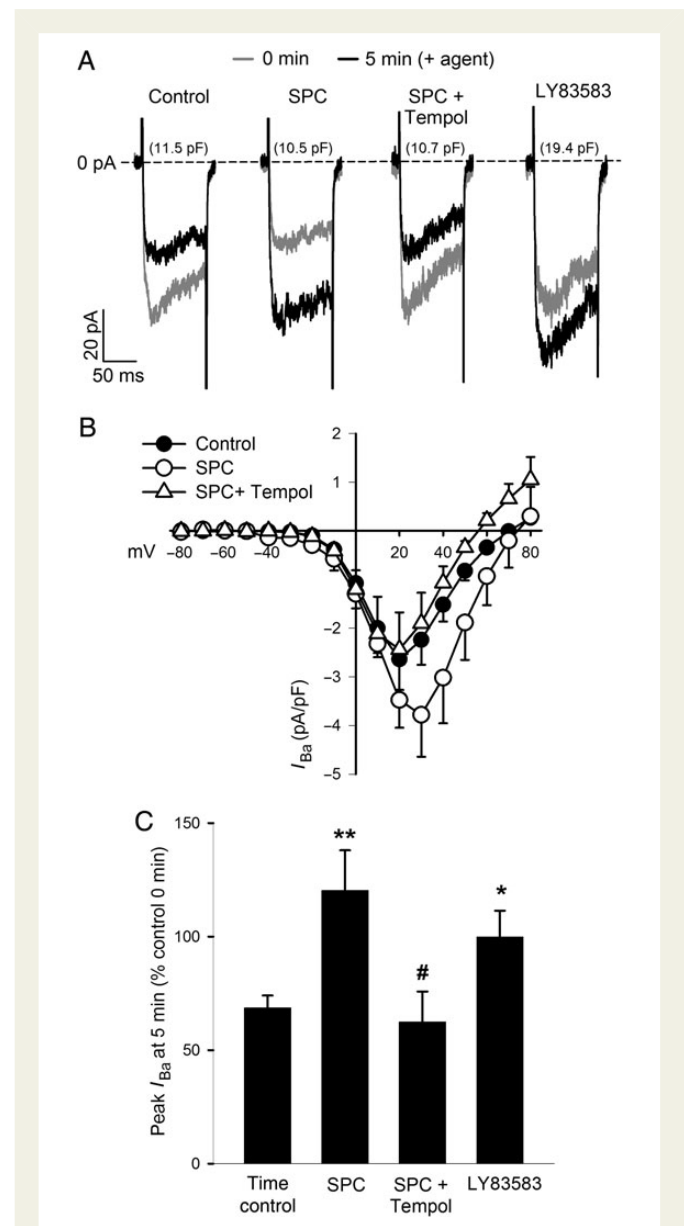 A
0 min 5 min (+ agent)
Control SPC SPC + Tempol LY83583
0 pA (11.5 pF) (10.5 pF) (10.7 pF) (19.4 pF)
20 pA
50 ms
B
Control
SPC
SPC+ Tempol
2
1
mV −80 −60 −40 20 40 60 80
−2
−3
−4
−5
I Ba (pA/pF)
C
Peak I Ba at 5 min (% control 0 min)
150
100
50
0
** # *
Time control SPC SPC + Tempol LY83583